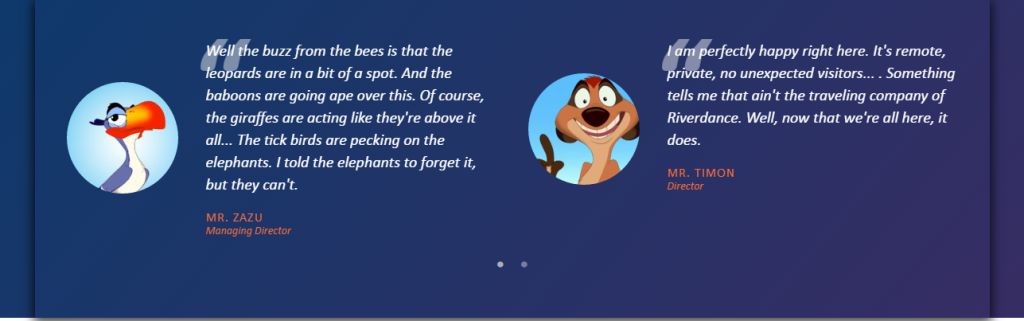 Well the buzz from the bees is that the
leopards are in a bit of a spot. And the
baboons are going ape over this. Of course,
the giraffes are acting like they're above it
all... The tick birds are pecking on the
elephants. I told the elephants to forget it,
but they can't.
MR. ZAZU
Managing Director
I am perfectly happy right here. It's remote,
private, no unexpected visitors... . Something
tells me that ain't the traveling company of
Riverdance. Well, now that we're all here, it
does.
MR. TIMON
Director